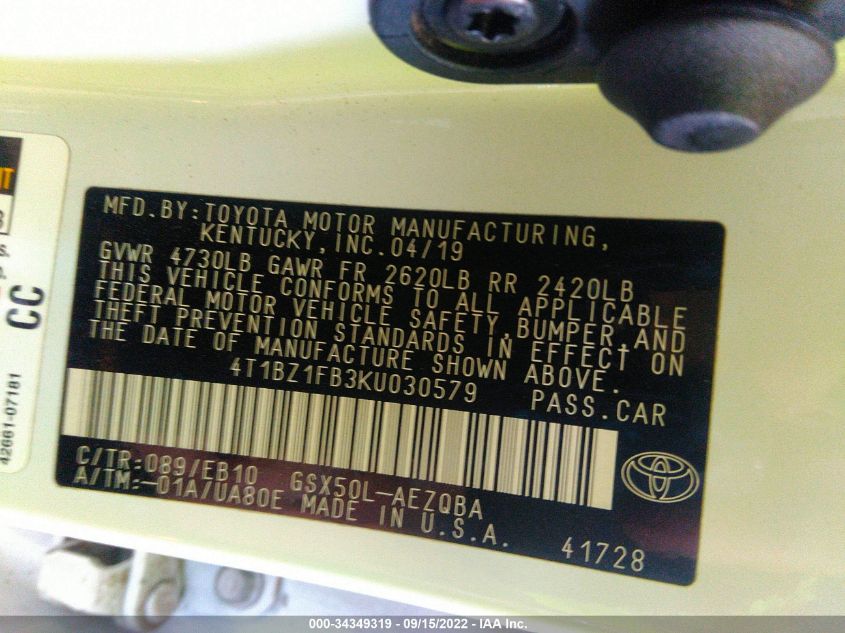 MFD.BY:TOYOTA MOTOR MANUFACTURING,
KENTUCKY,INC.04/19
GVWR 4730LB GAWR FR 2620LB RR 2420LB
THIS VEHICLE CONFORMS TO ALL APPLICABLE
FEDERAL MOTOR VEHICLE SAFETY,BUMPER,AND
THEFT PREVENTION STANDARDS IN EFFECT ON
THE DATE OF MANUFACTURE SHOWN ABOVE.
4T1BZ1FB3KU030579 PASS.CAR
C/TR:089/EB10 GSX50L-AEZQBA
A/TM:-01A/UA80E MADE IN U.S.A.
41728
CC
42661-07181
000-34349319 - 09/15/2022 - IAA Inc.